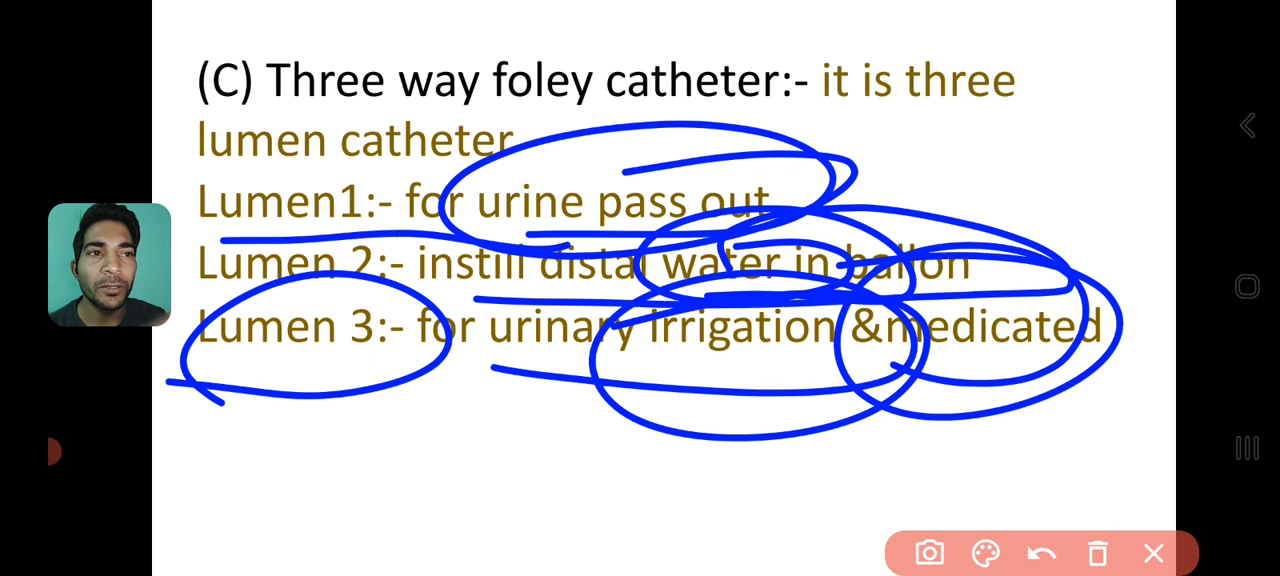 (C) Three way foley catheter:- it is three
lumen catheter
Lumen1:- for urine pass out
Lumen 2:- instill distal water in ballon
Lumen 3:- for urinary irrigation &medicated